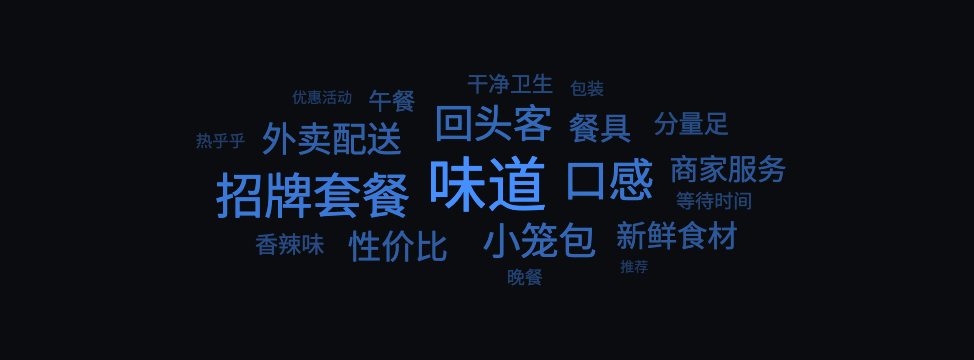 干净卫生
包装
优惠活动
午餐
回头客
餐具
分量足
热乎乎
外卖配送
味道
口感
商家服务
招牌套餐
等待时间
香辣味
性价比
小笼包
新鲜食材
晚餐
推荐